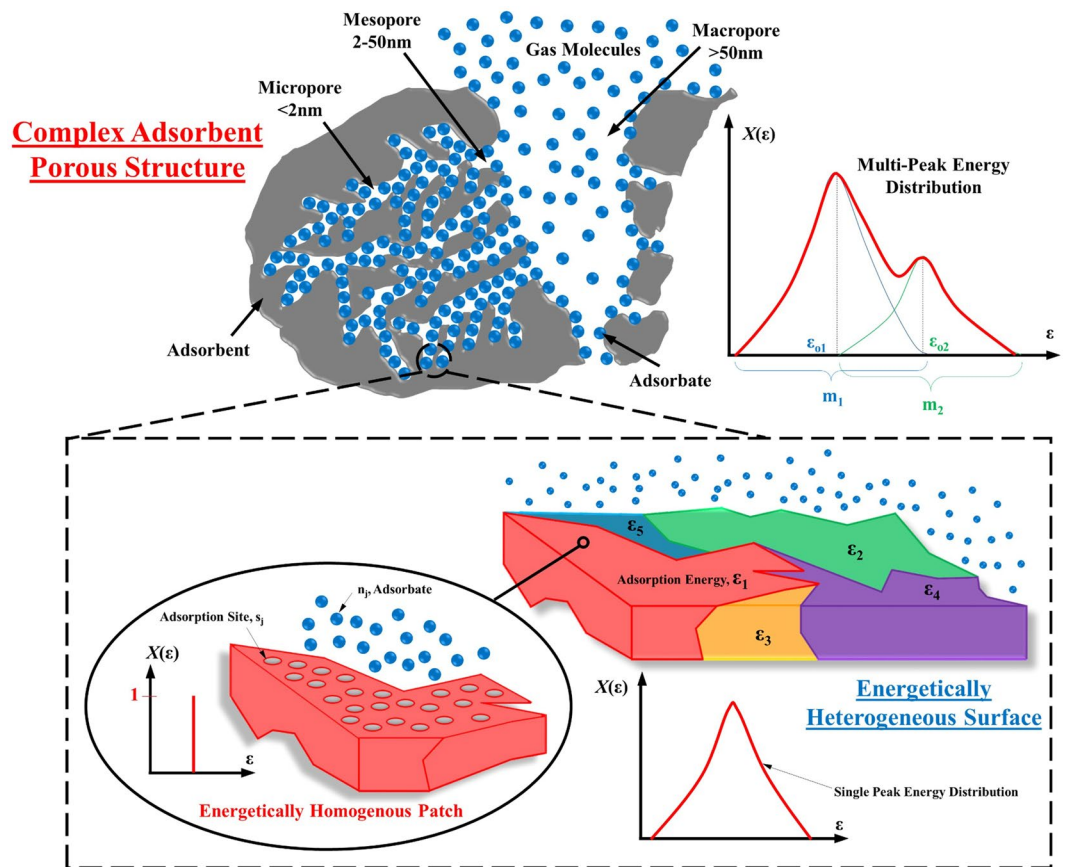 Mesopore
2-50nm
Gas Molecules
Macropore
>50nm
Micropore
<2nm
Complex Adsorbent
Porous Structure
Adsorbent
Adsorbate
X(ε)
Multi-Peak Energy
Distribution
εo1
εo2
ε
m1
m2
ε5
ε2
Adsorption Energy, ε1
ε4
ε3
nj, Adsorbate
Adsorption Site, sj
X(ε)
1
ε
Energetically Homogenous Patch
Energetically
Heterogeneous Surface
X(ε)
Single Peak Energy Distribution
ε